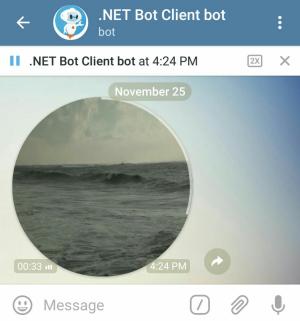 .NET Bot Client bot
bot
.NET Bot Client bot at 4:24 PM
2X
November 25
00:33
4:24 PM
Message